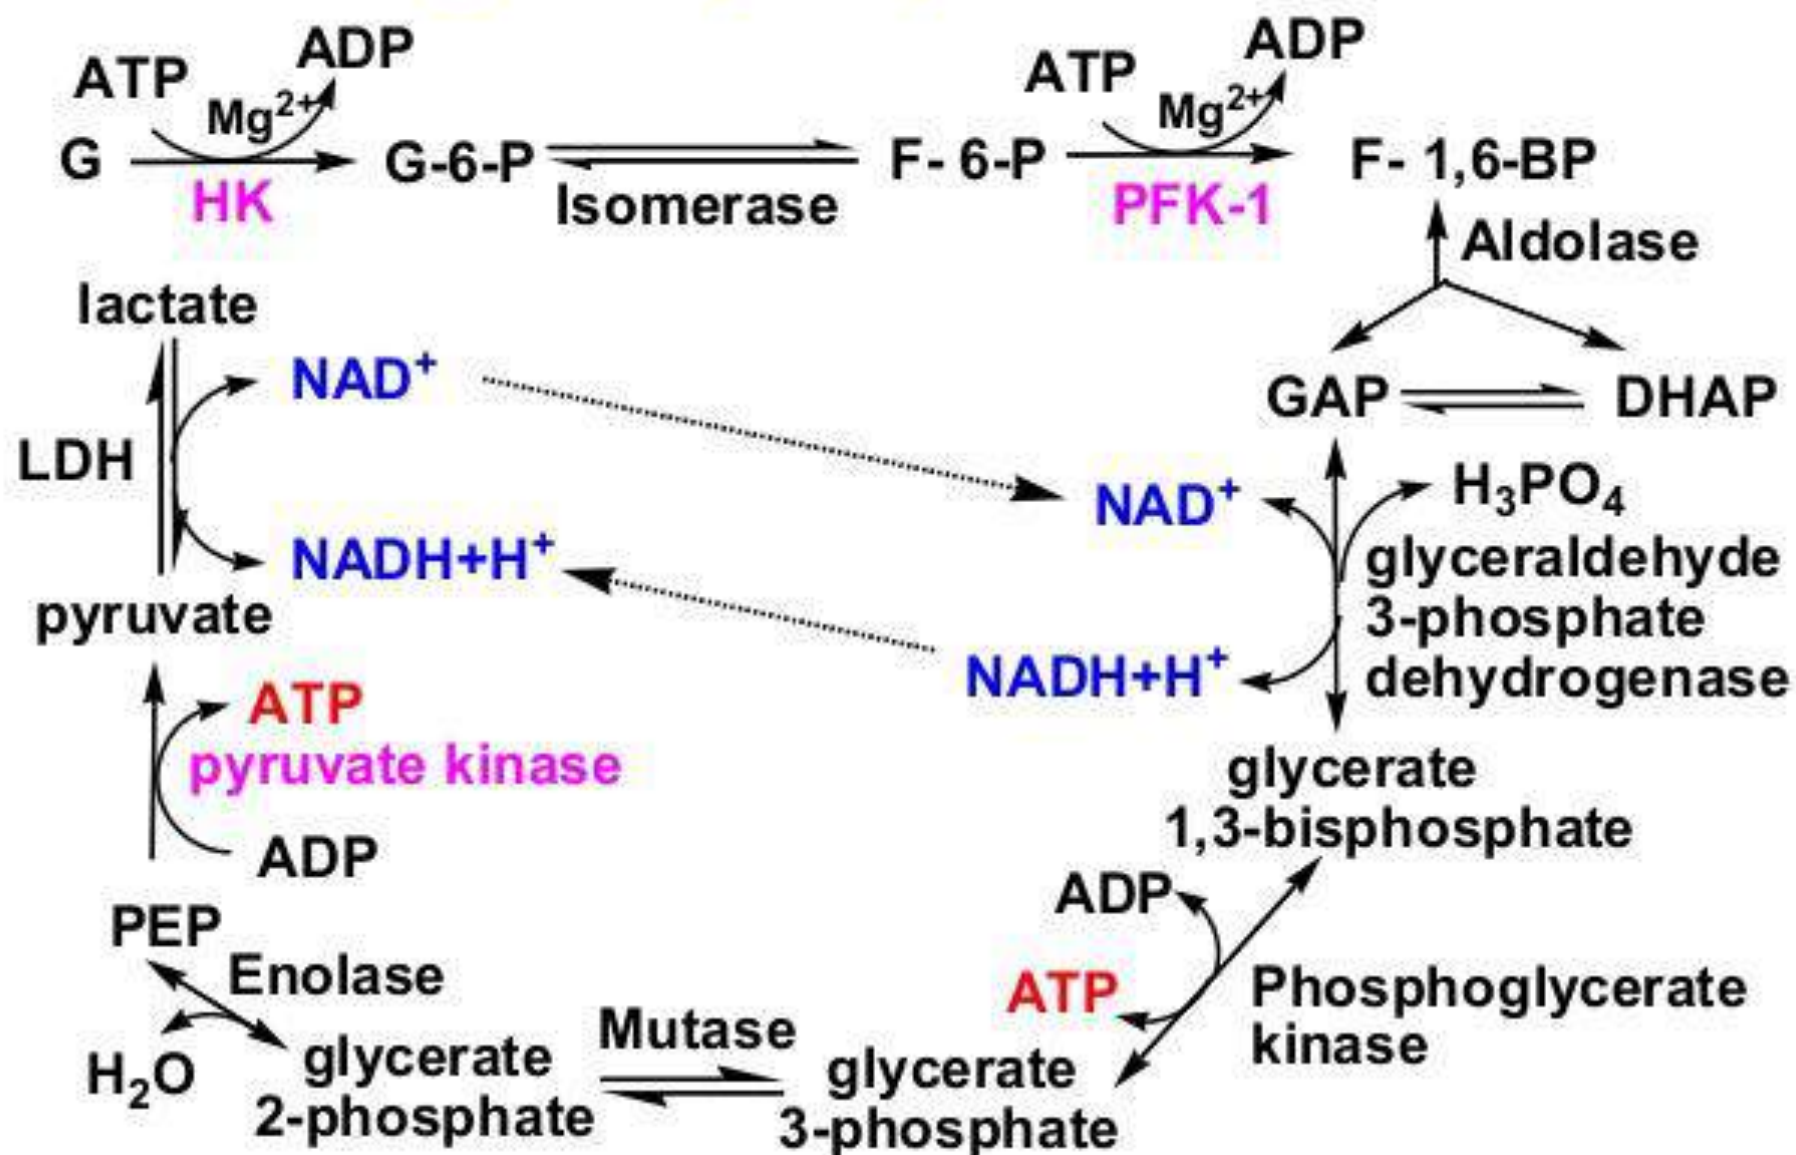 ATP
ADP
Mg²⁺
G
HK
G-6-P
Isomerase
F- 6-P
ATP
ADP
Mg²⁺
PFK-1
F- 1,6-BP
Aldolase
GAP
DHAP
lactate
NAD⁺
LDH
NADH+H⁺
pyruvate
NAD⁺
H₃PO₄
glyceraldehyde
3-phosphate
dehydrogenase
NADH+H⁺
glycerate
1,3-bisphosphate
ATP
pyruvate kinase
ADP
ADP
ATP
Phosphoglycerate
kinase
PEP
Enolase
H₂O
glycerate
2-phosphate
Mutase
glycerate
3-phosphate